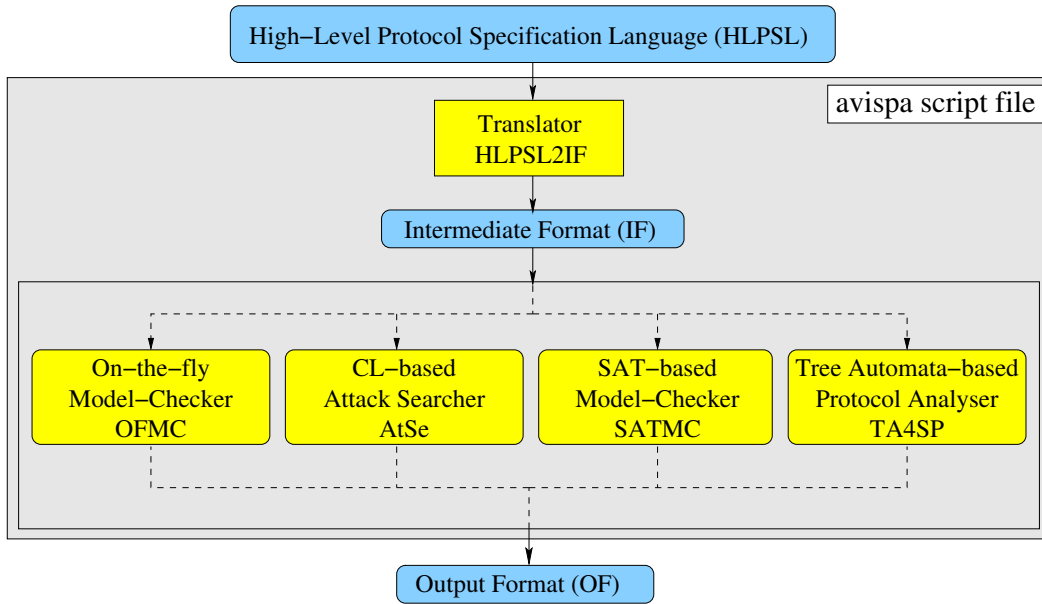 High−Level Protocol Specification Language (HLPSL)
avispa script file
Translator
HLPSL2IF
Intermediate Format (IF)
On−the−fly
Model−Checker
OFMC
CL−based
Attack Searcher
AtSe
SAT−based
Model−Checker
SATMC
Tree Automata−based
Protocol Analyser
TA4SP
Output Format (OF)